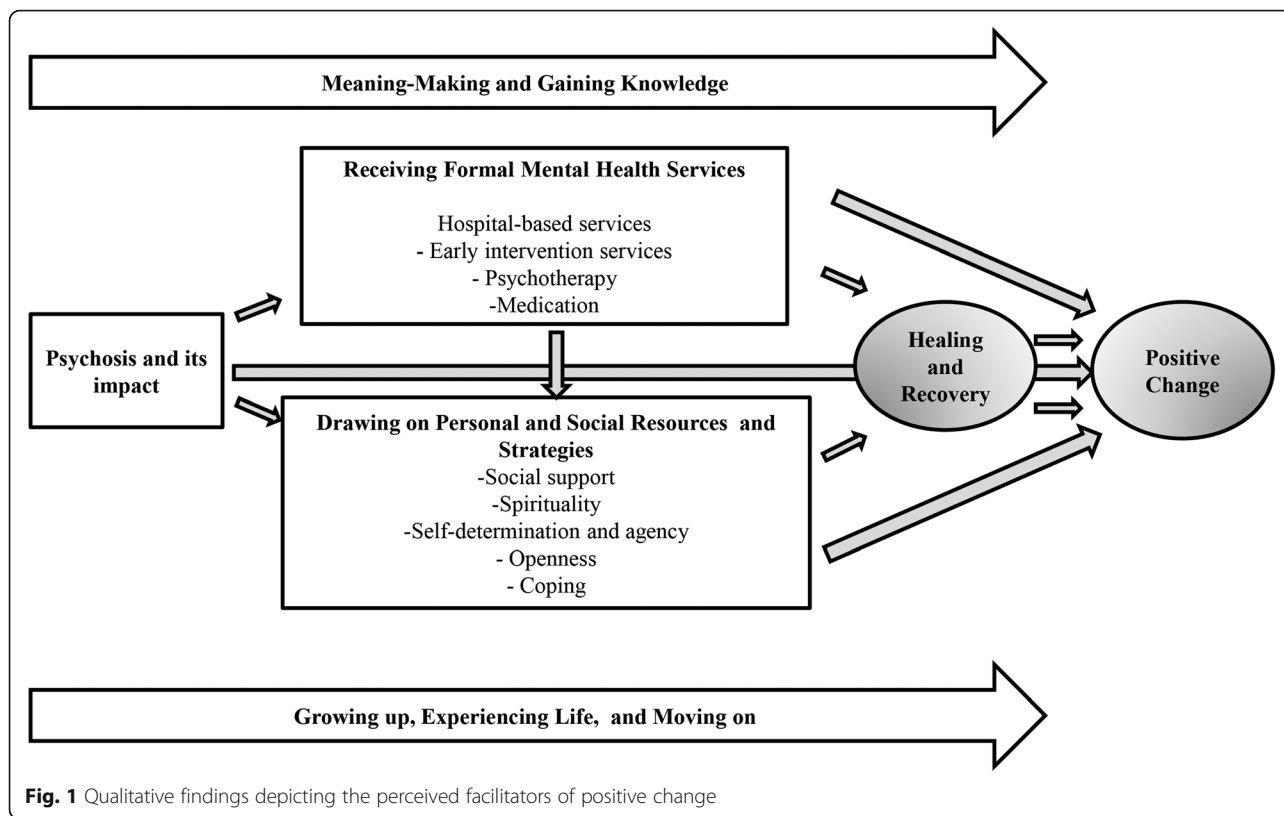 Meaning-Making and Gaining Knowledge
Receiving Formal Mental Health Services
Hospital-based services
- Early intervention services
- Psychotherapy
-Medication
Psychosis and its
impact
Healing
and
Recovery
Positive
Change
Drawing on Personal and Social Resources and
Strategies
-Social support
-Spirituality
-Self-determination and agency
- Openness
- Coping
Growing up, Experiencing Life, and Moving on
Fig. 1 Qualitative findings depicting the perceived facilitators of positive change